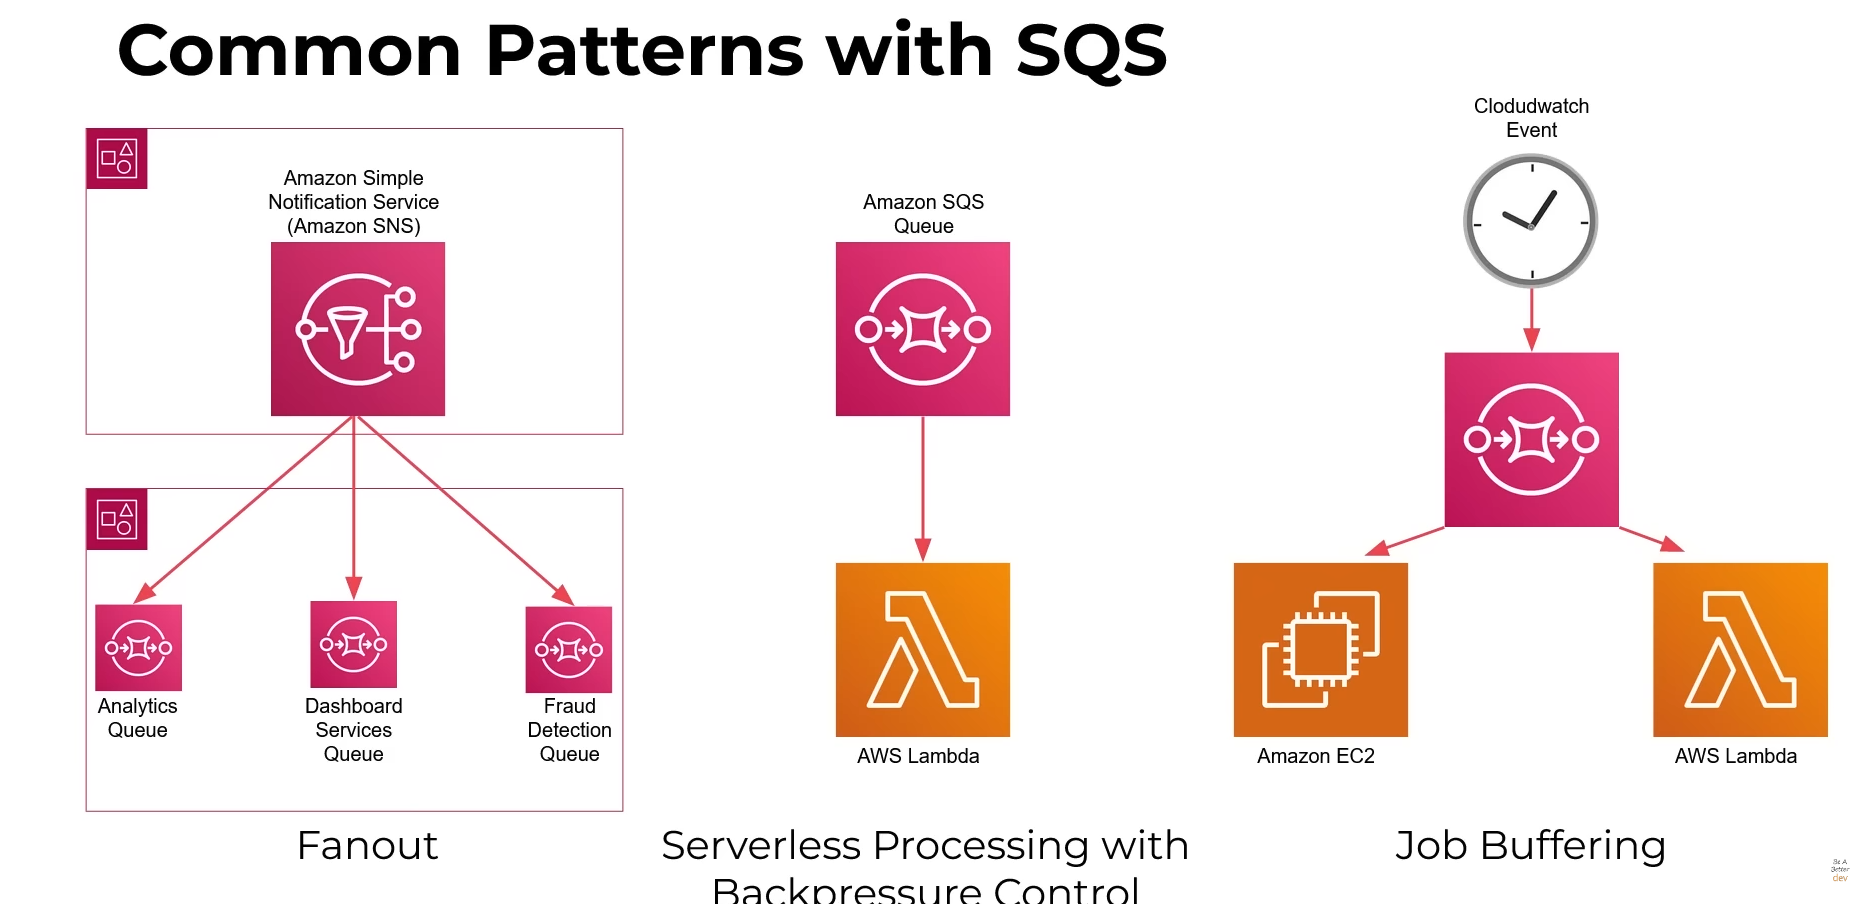 Common Patterns with SQS
Amazon Simple
Notification Service
(Amazon SNS)
Analytics
Queue
Dashboard
Services
Queue
Fraud
Detection
Queue
Fanout
Amazon SQS
Queue
AWS Lambda
Serverless Processing with
Backpressure Control
Clodudwatch
Event
Amazon EC2
AWS Lambda
Job Buffering
Be A
Better
dev